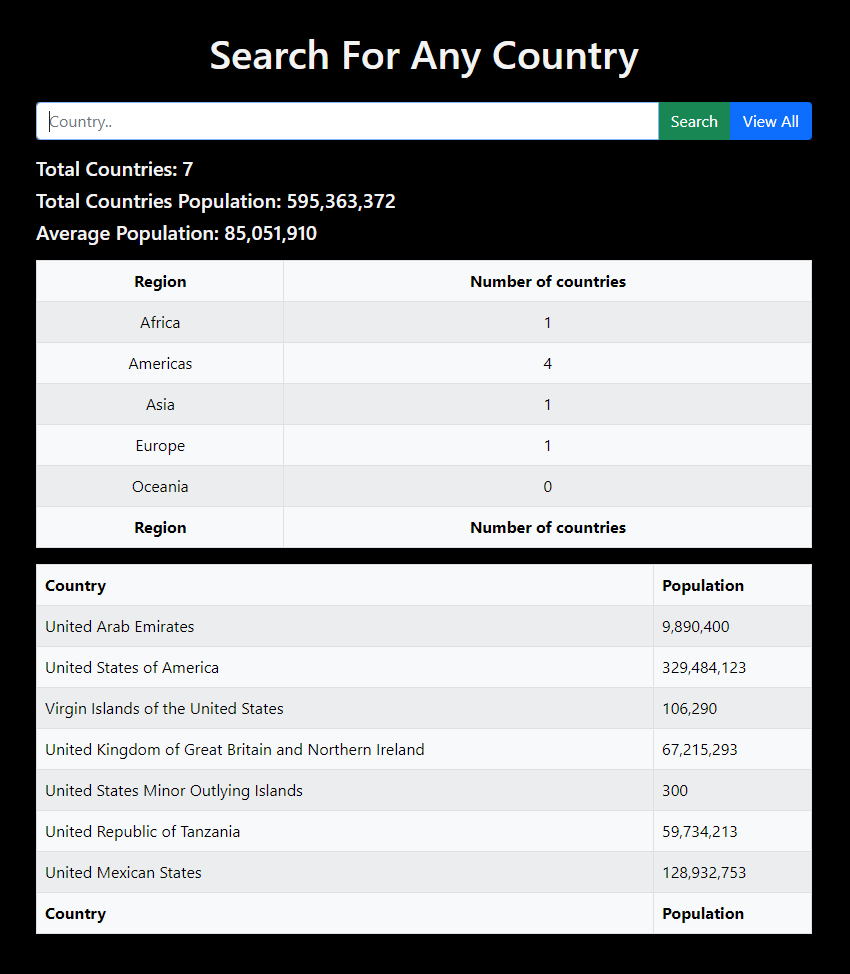 Search For Any Country
Country.. Search View All
Total Countries: 7
Total Countries Population: 595,363,372
Average Population: 85,051,910
Region Number of countries
Africa 1
Americas 4
Asia 1
Europe 1
Oceania 0
Region Number of countries
Country Population
United Arab Emirates 9,890,400
United States of America 329,484,123
Virgin Islands of the United States 106,290
United Kingdom of Great Britain and Northern Ireland 67,215,293
United States Minor Outlying Islands 300
United Republic of Tanzania 59,734,213
United Mexican States 128,932,753
Country Population